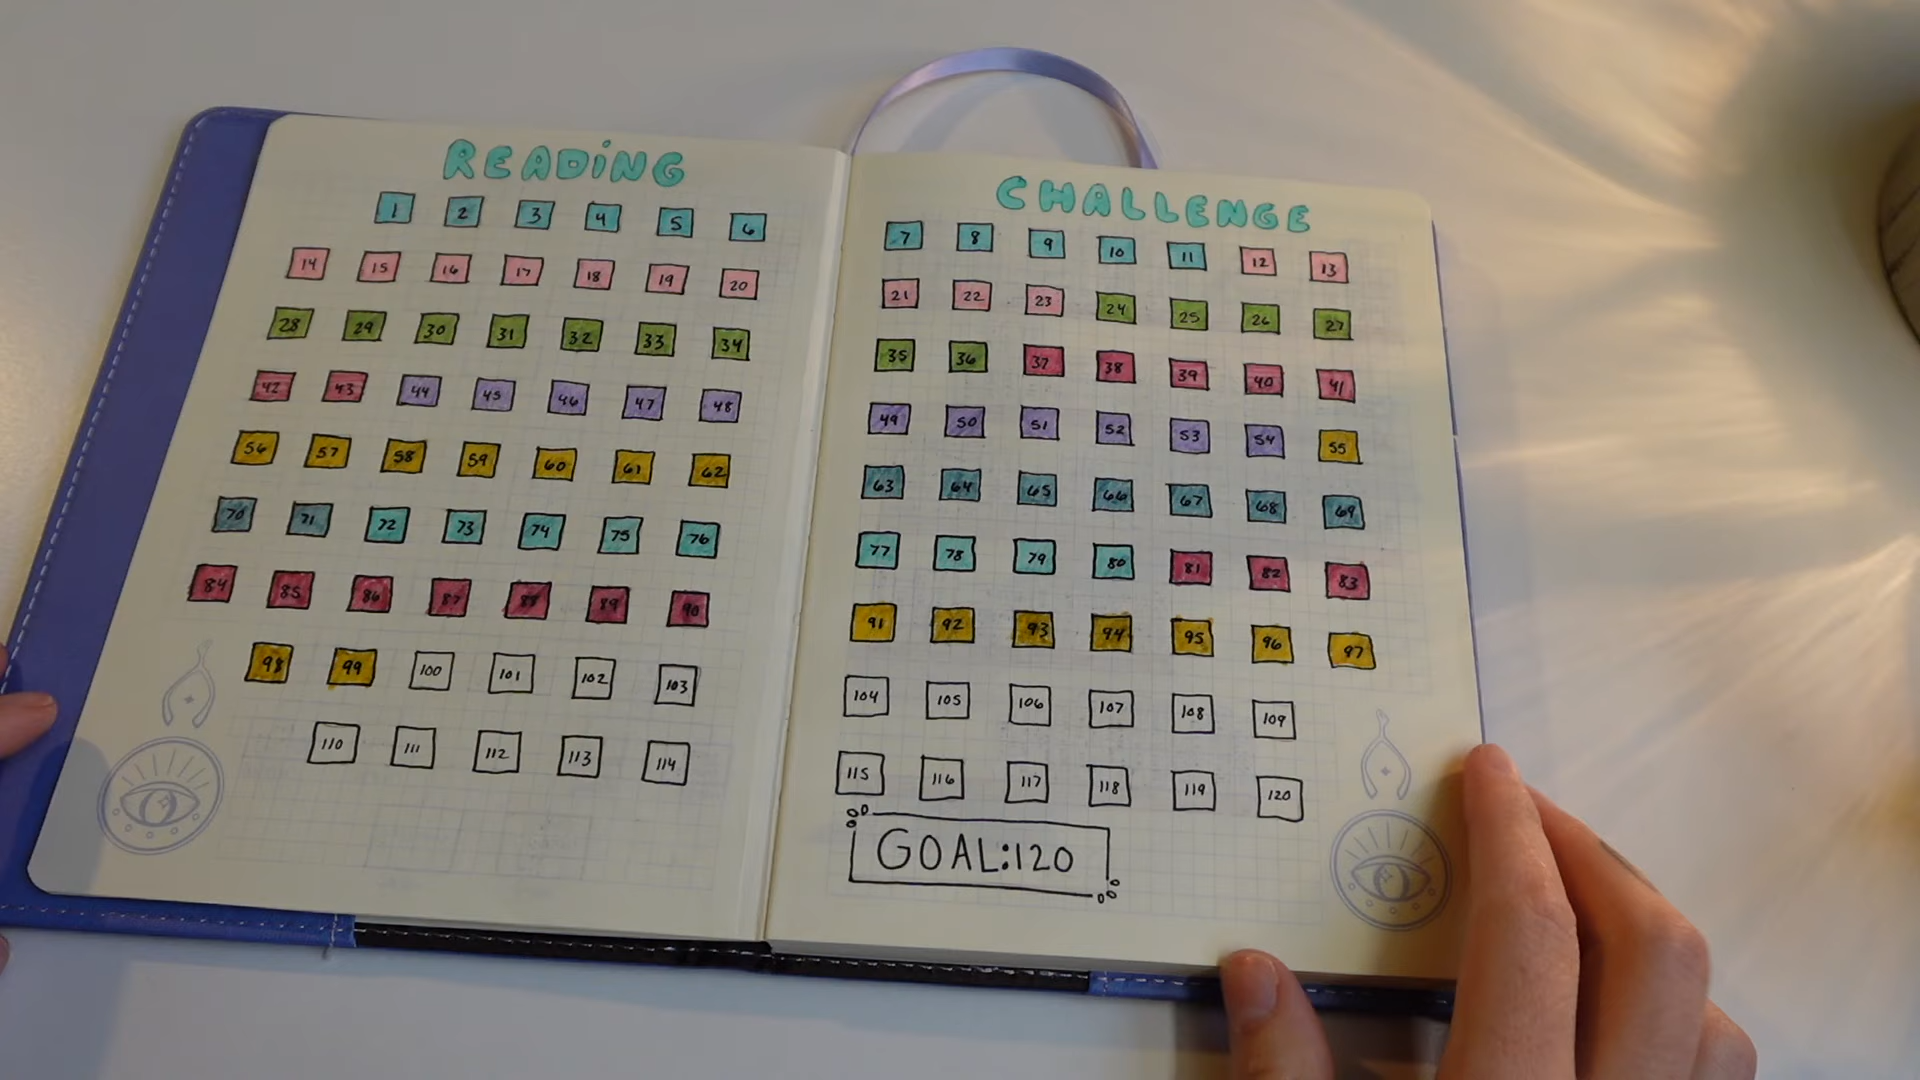 READING CHALLENGE
1 2 3 4 5 6 7 8 9 10 11 12 13
14 15 16 17 18 19 20 21 22 23 24 25 26 27
28 29 30 31 32 33 34 35 36 37 38 39 40 41
42 43 44 45 46 47 48 49 50 51 52 53 54 55
56 57 58 59 60 61 62 63 64 65 66 67 68 69
70 71 72 73 74 75 76 77 78 79 80 81 82 83
84 85 86 87 88 89 90 91 92 93 94 95 96 97
98 99 100 101 102 103 104 105 106 107 108 109
110 111 112 113 114 115 116 117 118 119 120
GOAL:120